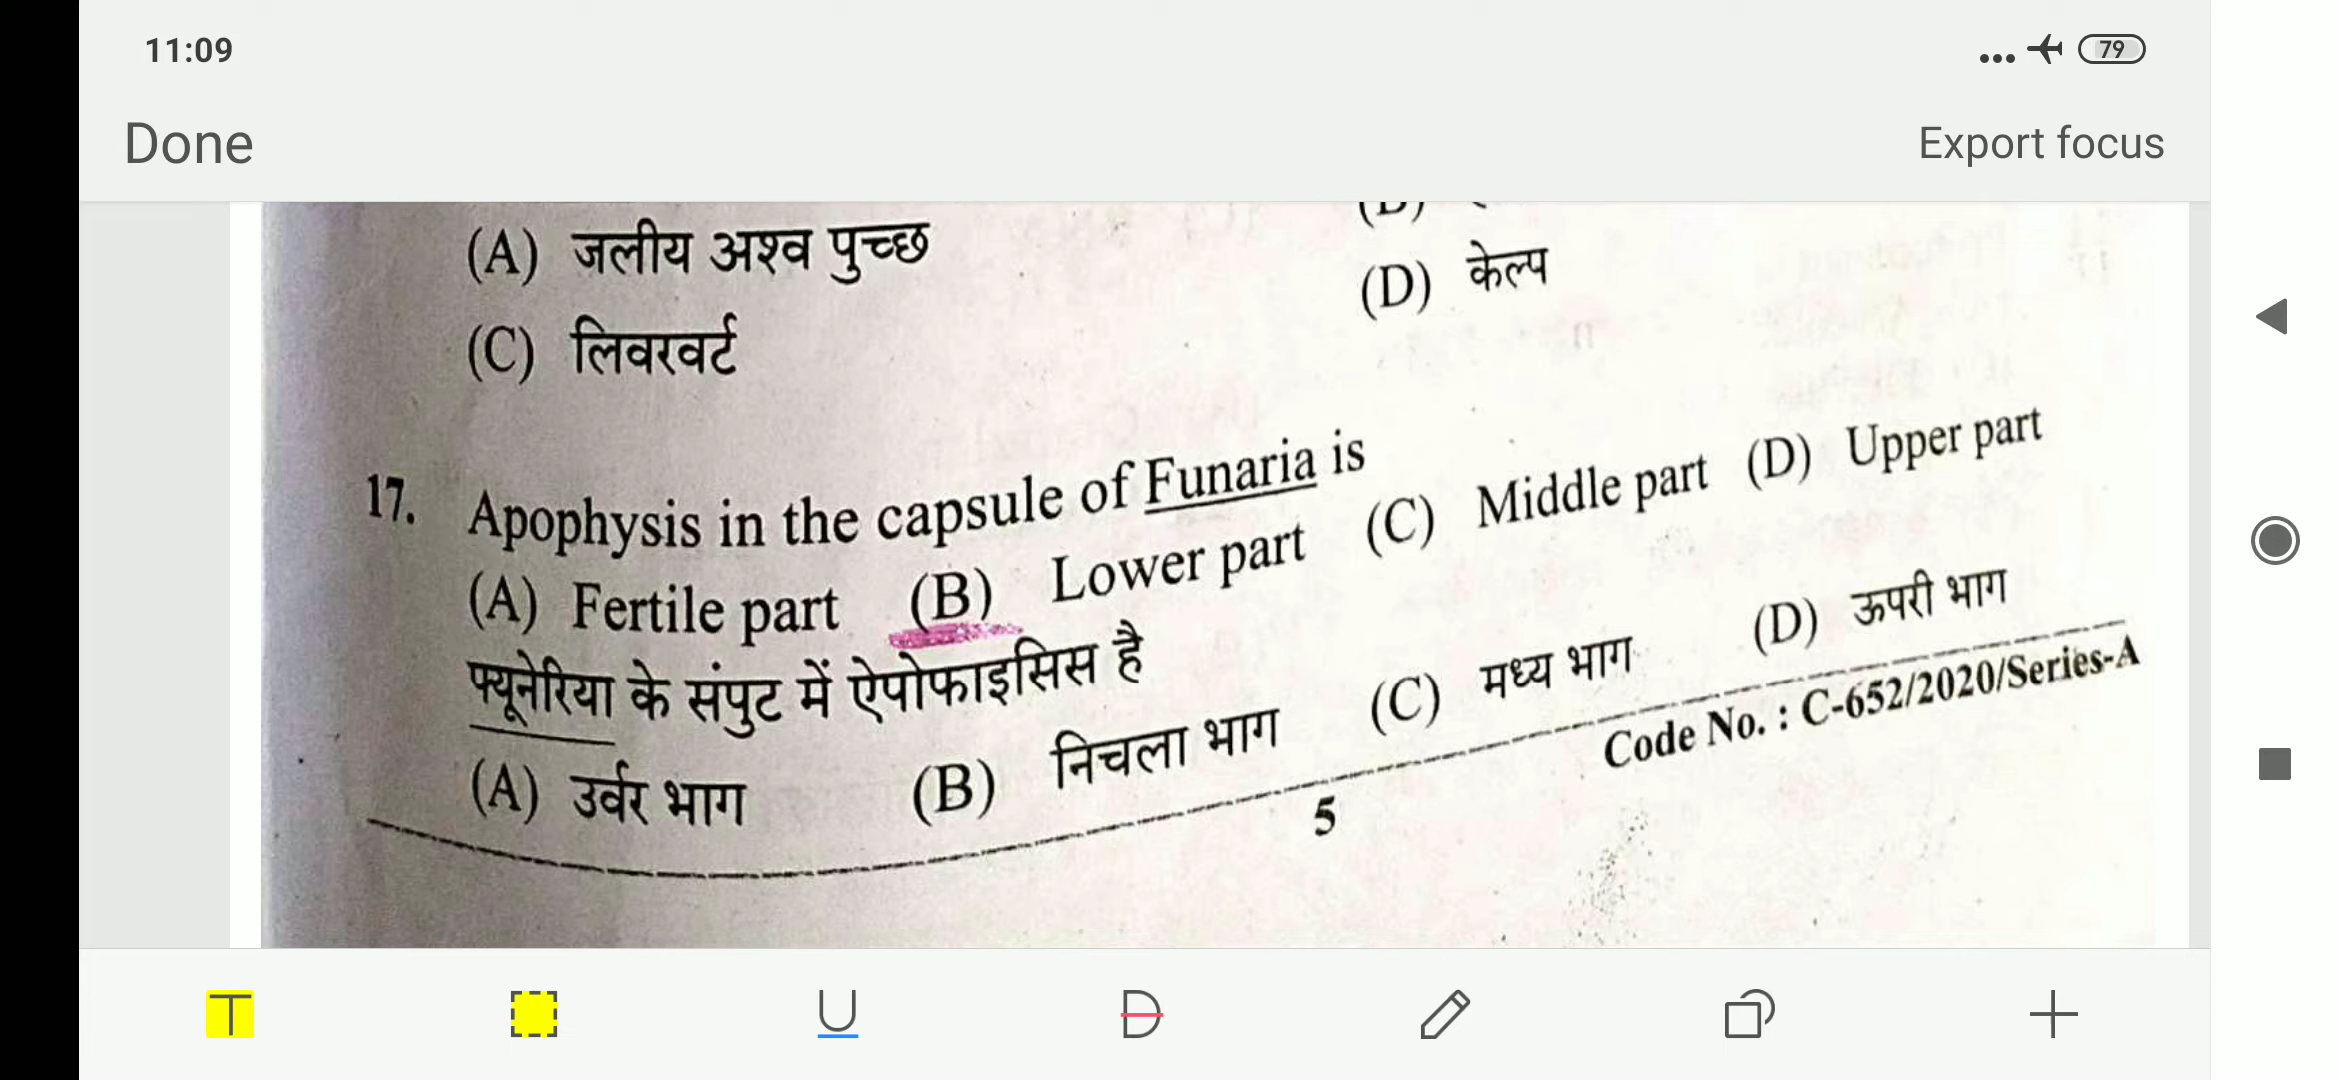 11:09
79
Done
Export focus
(A) जलीय अश्व पुच्छ
(D) केल्प
(C) लिवरवर्ट
17. Apophysis in the capsule of Funaria is
(A) Fertile part (B) Lower part (C) Middle part (D) Upper part
फ्यूनेरिया के संपुट में ऐपोफाइसिस है
(A) उर्वर भाग (B) निचला भाग (C) मध्य भाग (D) ऊपरी भाग
5
Code No. : C-652/2020/Series-A